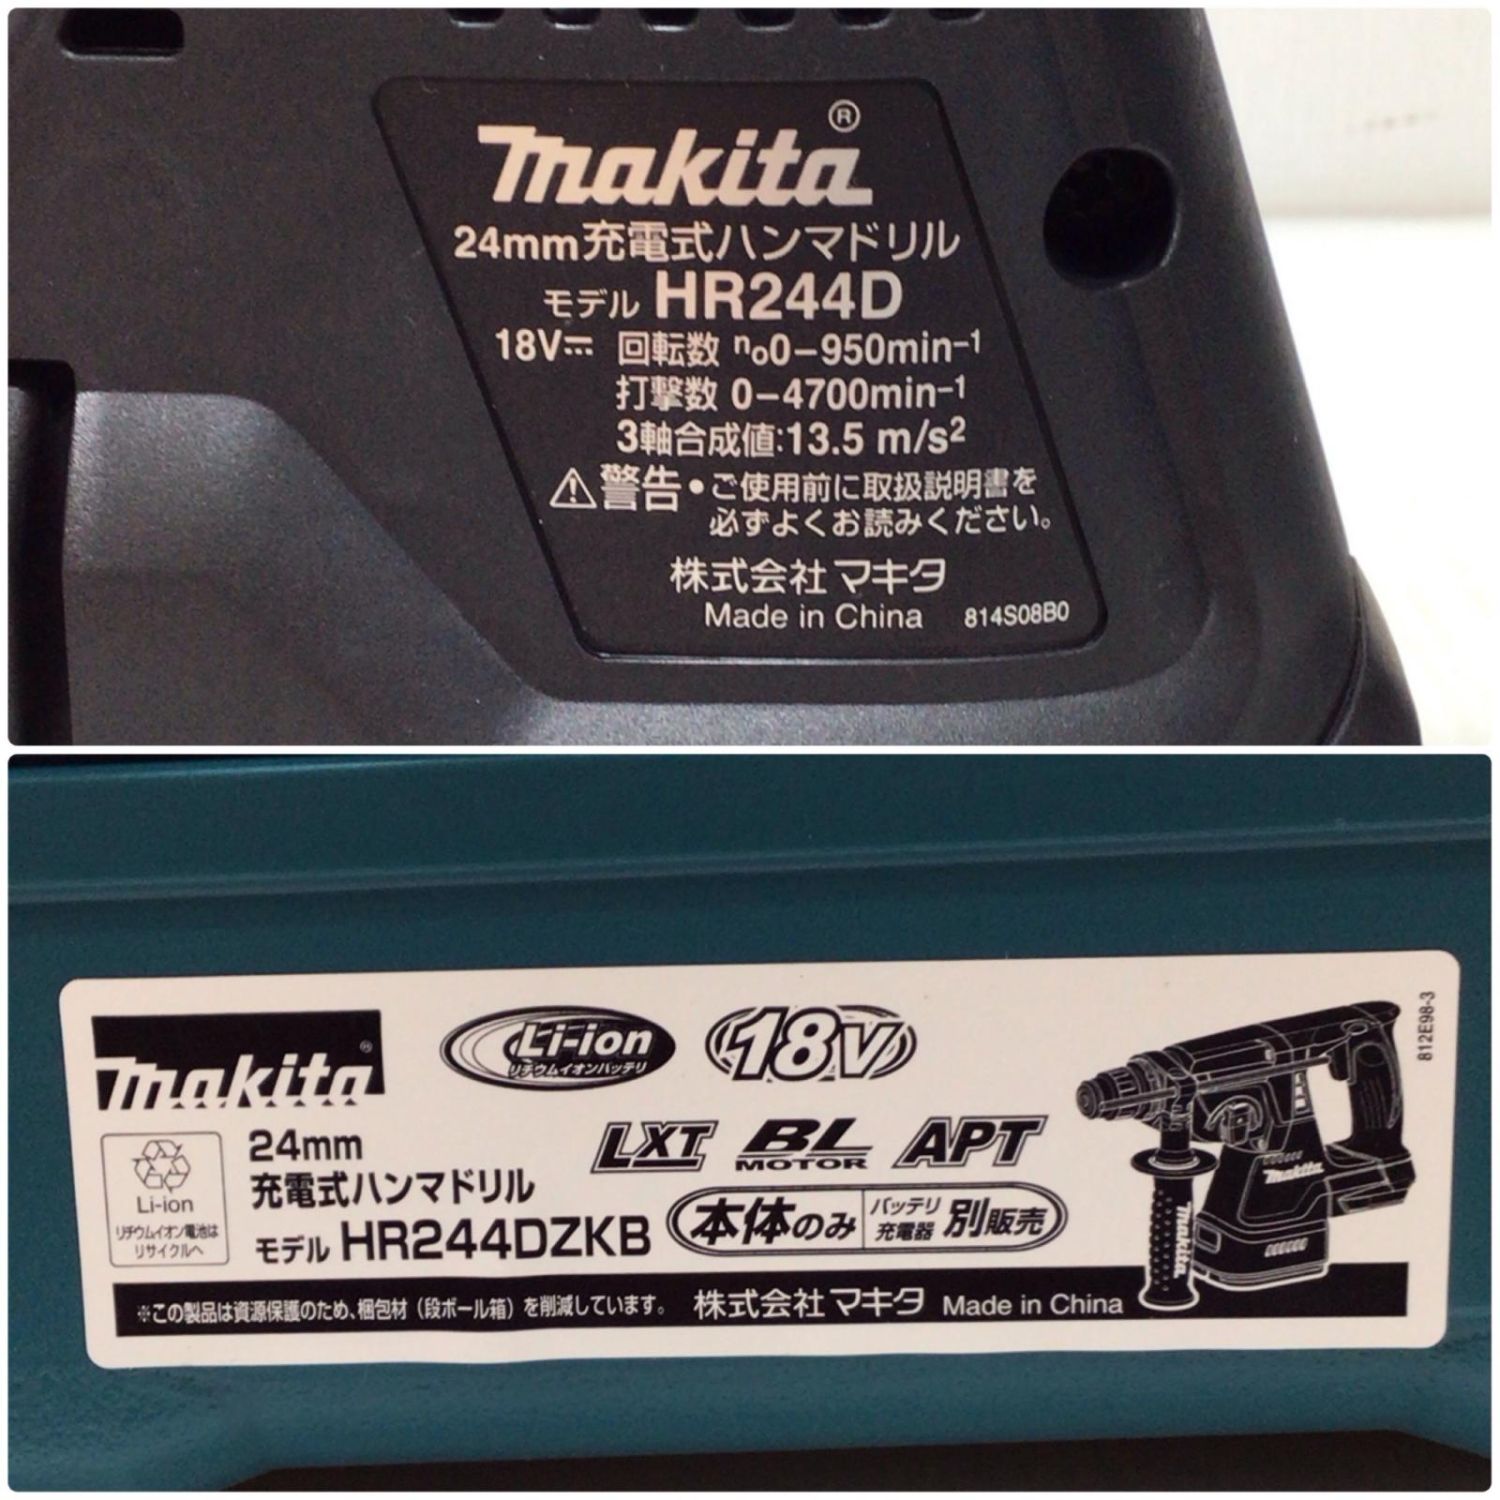 makita®
24mm充電式ハンマドリル
モデル HR244D
18V⎓ 回転数 n₀0-950min⁻¹
打撃数 0-4700min⁻¹
3軸合成値:13.5 m/s²
⚠警告・ご使用前に取扱説明書を
必ずよくお読みください。
株式会社マキタ
Made in China 814S08B0
makita®
Li-ion
リチウムイオンバッテリ
18V
812E98-3
LXT BL MOTOR APT
Li-ion
リチウムイオン電池は
リサイクルへ
24mm
充電式ハンマドリル
モデル HR244DZKB
本体のみ バッテリ 充電器 別販売
makita
makita
※この製品は資源保護のため、梱包材(段ボール箱)を削減しています。 株式会社マキタ Made in China